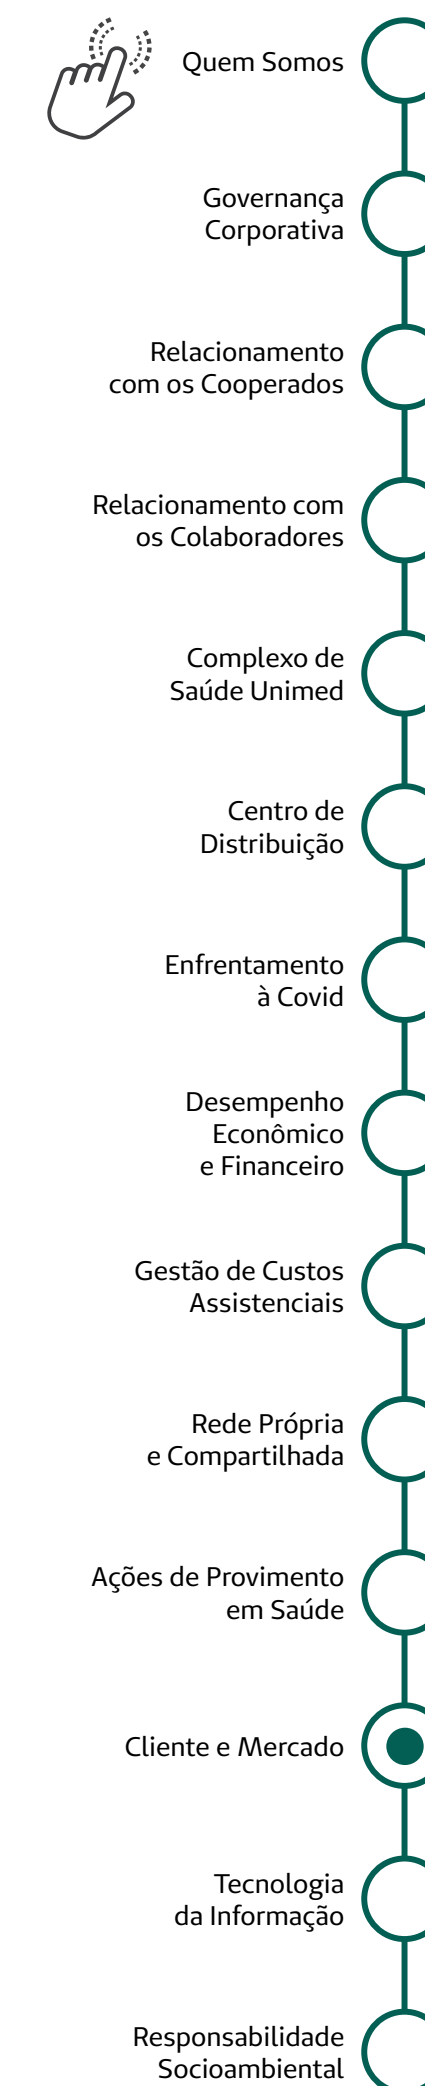 Quem Somos
Governança
Corporativa
Relacionamento
com os Cooperados
Relacionamento com
os Colaboradores
Complexo de
Saúde Unimed
Centro de
Distribuição
Enfrentamento
à Covid
Desempenho
Econômico
e Financeiro
Gestão de Custos
Assistenciais
Rede Própria
e Compartilhada
Ações de Provimento
em Saúde
Cliente e Mercado
Tecnologia
da Informação
Responsabilidade
Socioambiental